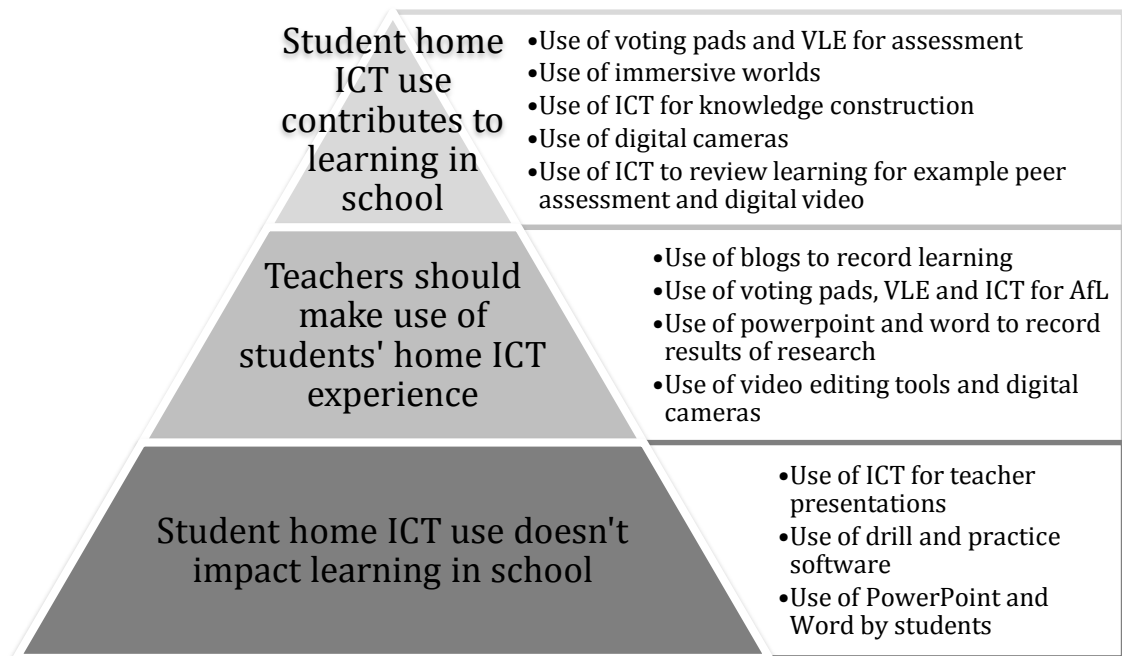 Student home
ICT use
contributes to
learning in
school
•Use of voting pads and VLE for assessment
•Use of immersive worlds
•Use of ICT for knowledge construction
•Use of digital cameras
•Use of ICT to review learning for example peer
assessment and digital video
Teachers should
make use of
students' home ICT
experience
•Use of blogs to record learning
•Use of voting pads, VLE and ICT for AfL
•Use of powerpoint and word to record
results of research
•Use of video editing tools and digital
cameras
Student home ICT use doesn't
impact learning in school
•Use of ICT for teacher
presentations
•Use of drill and practice
software
•Use of PowerPoint and
Word by students